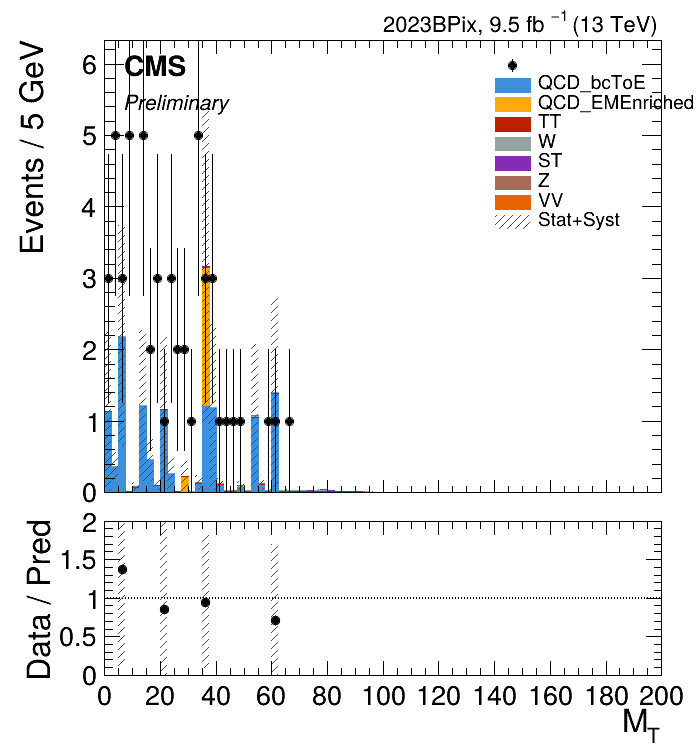 2023BPix, 9.5 fb⁻¹ (13 TeV)
Events / 5 GeV
CMS
Preliminary
QCD_bcToE
QCD_EMEnriched
TT
W
ST
Z
VV
Stat+Syst
6
5
4
3
2
1
0
Data / Pred
2
1.5
1
0.5
0
0 20 40 60 80 100 120 140 160 180 200
M_T